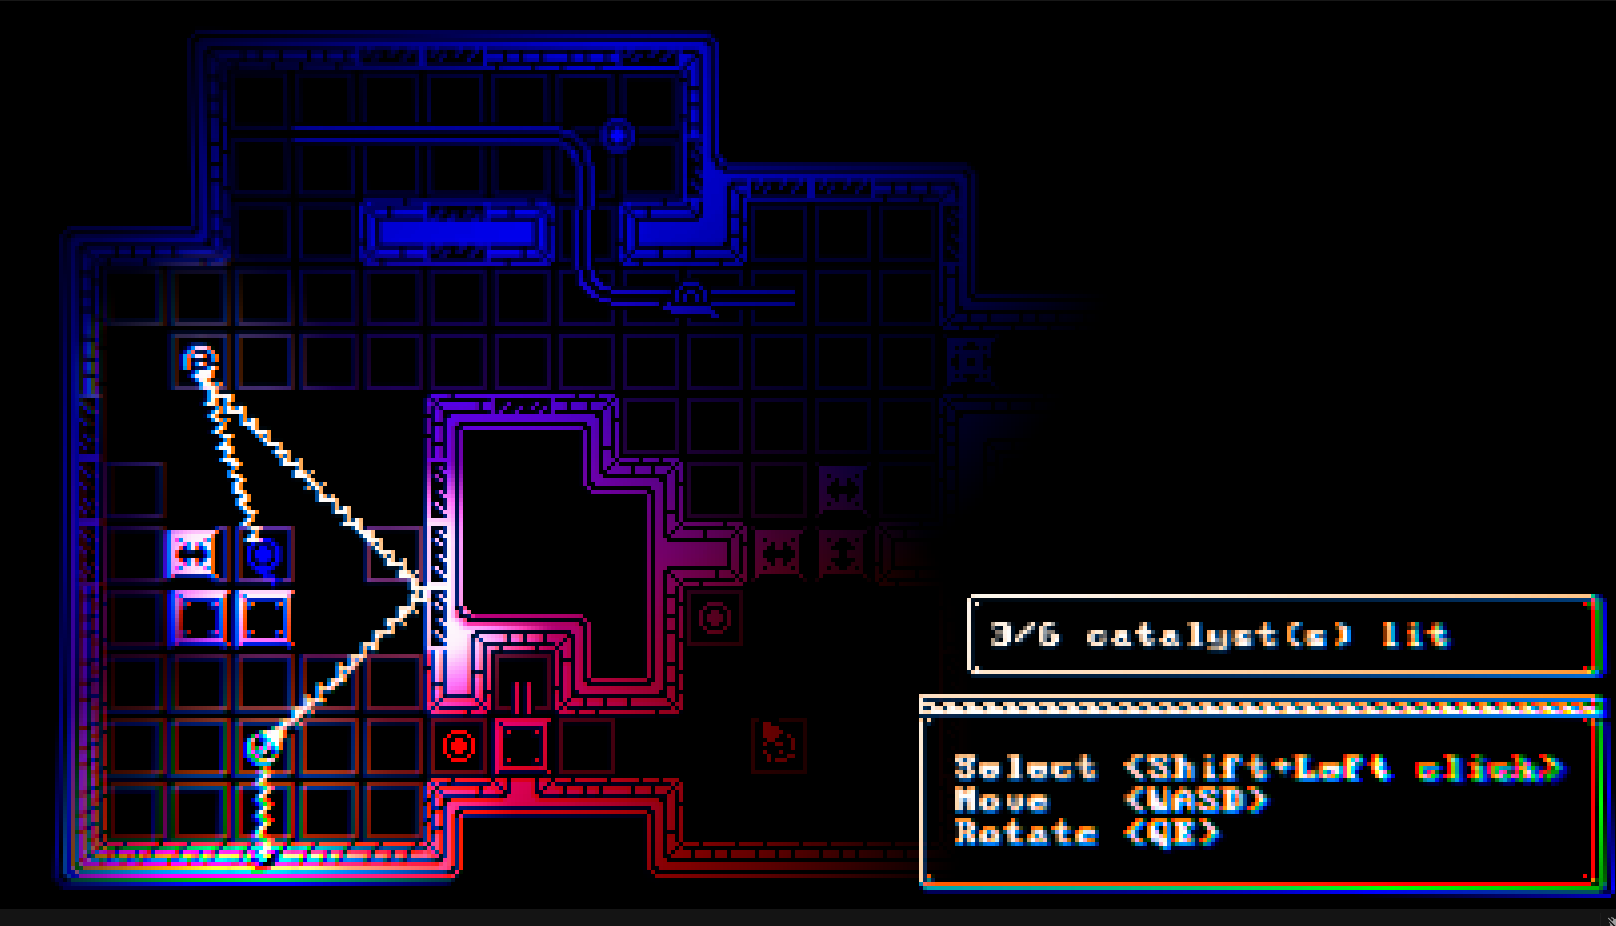 3/6 catalyst(s) lit
Select <Shift+Left click>
Move <WASD>
Rotate <QE>